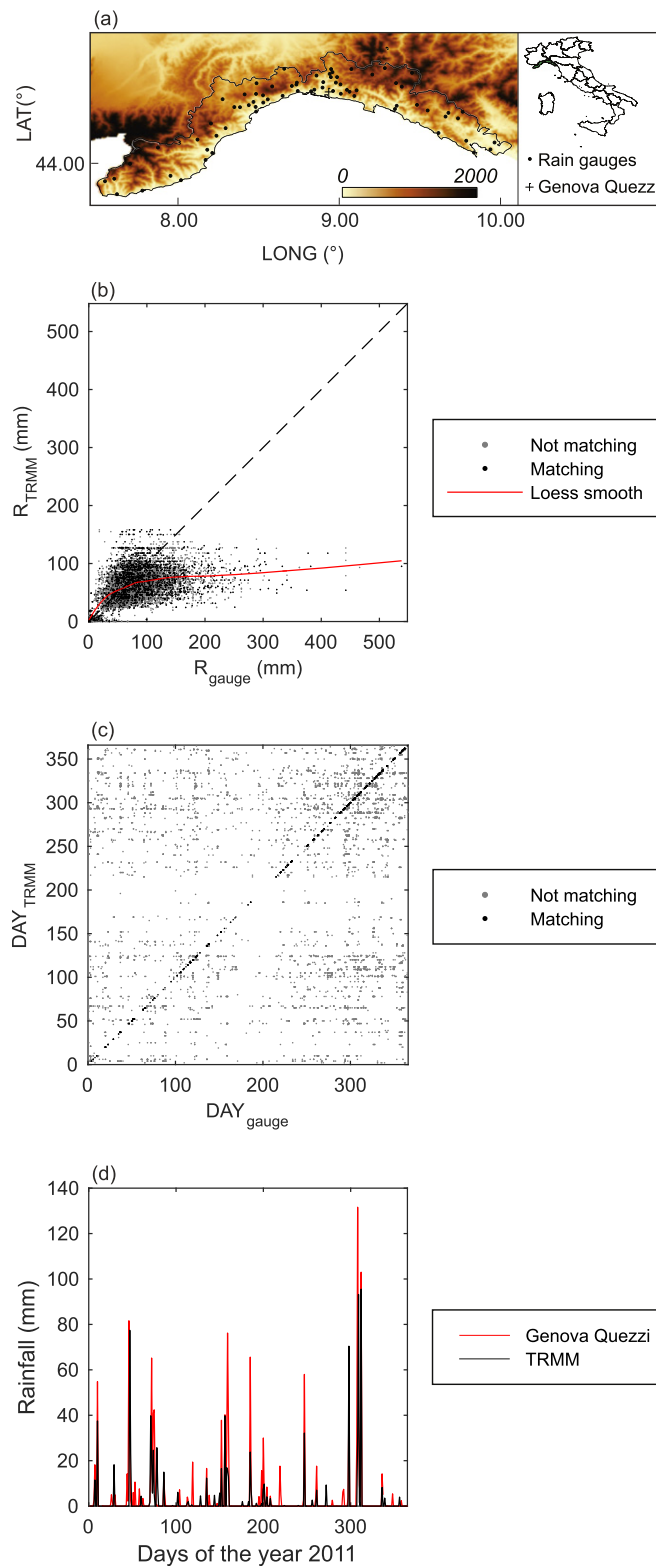 (a)
LAT(°)
44.00
0 2000
Rain gauges
Genova Quezz
8.00 9.00 10.00
LONG (°)
(b)
500
400
300
200
100
0
R_TRMM (mm)
0 100 200 300 400 500
R_gauge (mm)
Not matching
Matching
Loess smooth
(c)
350
300
250
200
150
100
50
0
DAY_TRMM
0 100 200 300
DAY_gauge
Not matching
Matching
(d)
140
120
100
80
60
40
20
0
Rainfall (mm)
0 100 200 300
Days of the year 2011
Genova Quezzi
TRMM